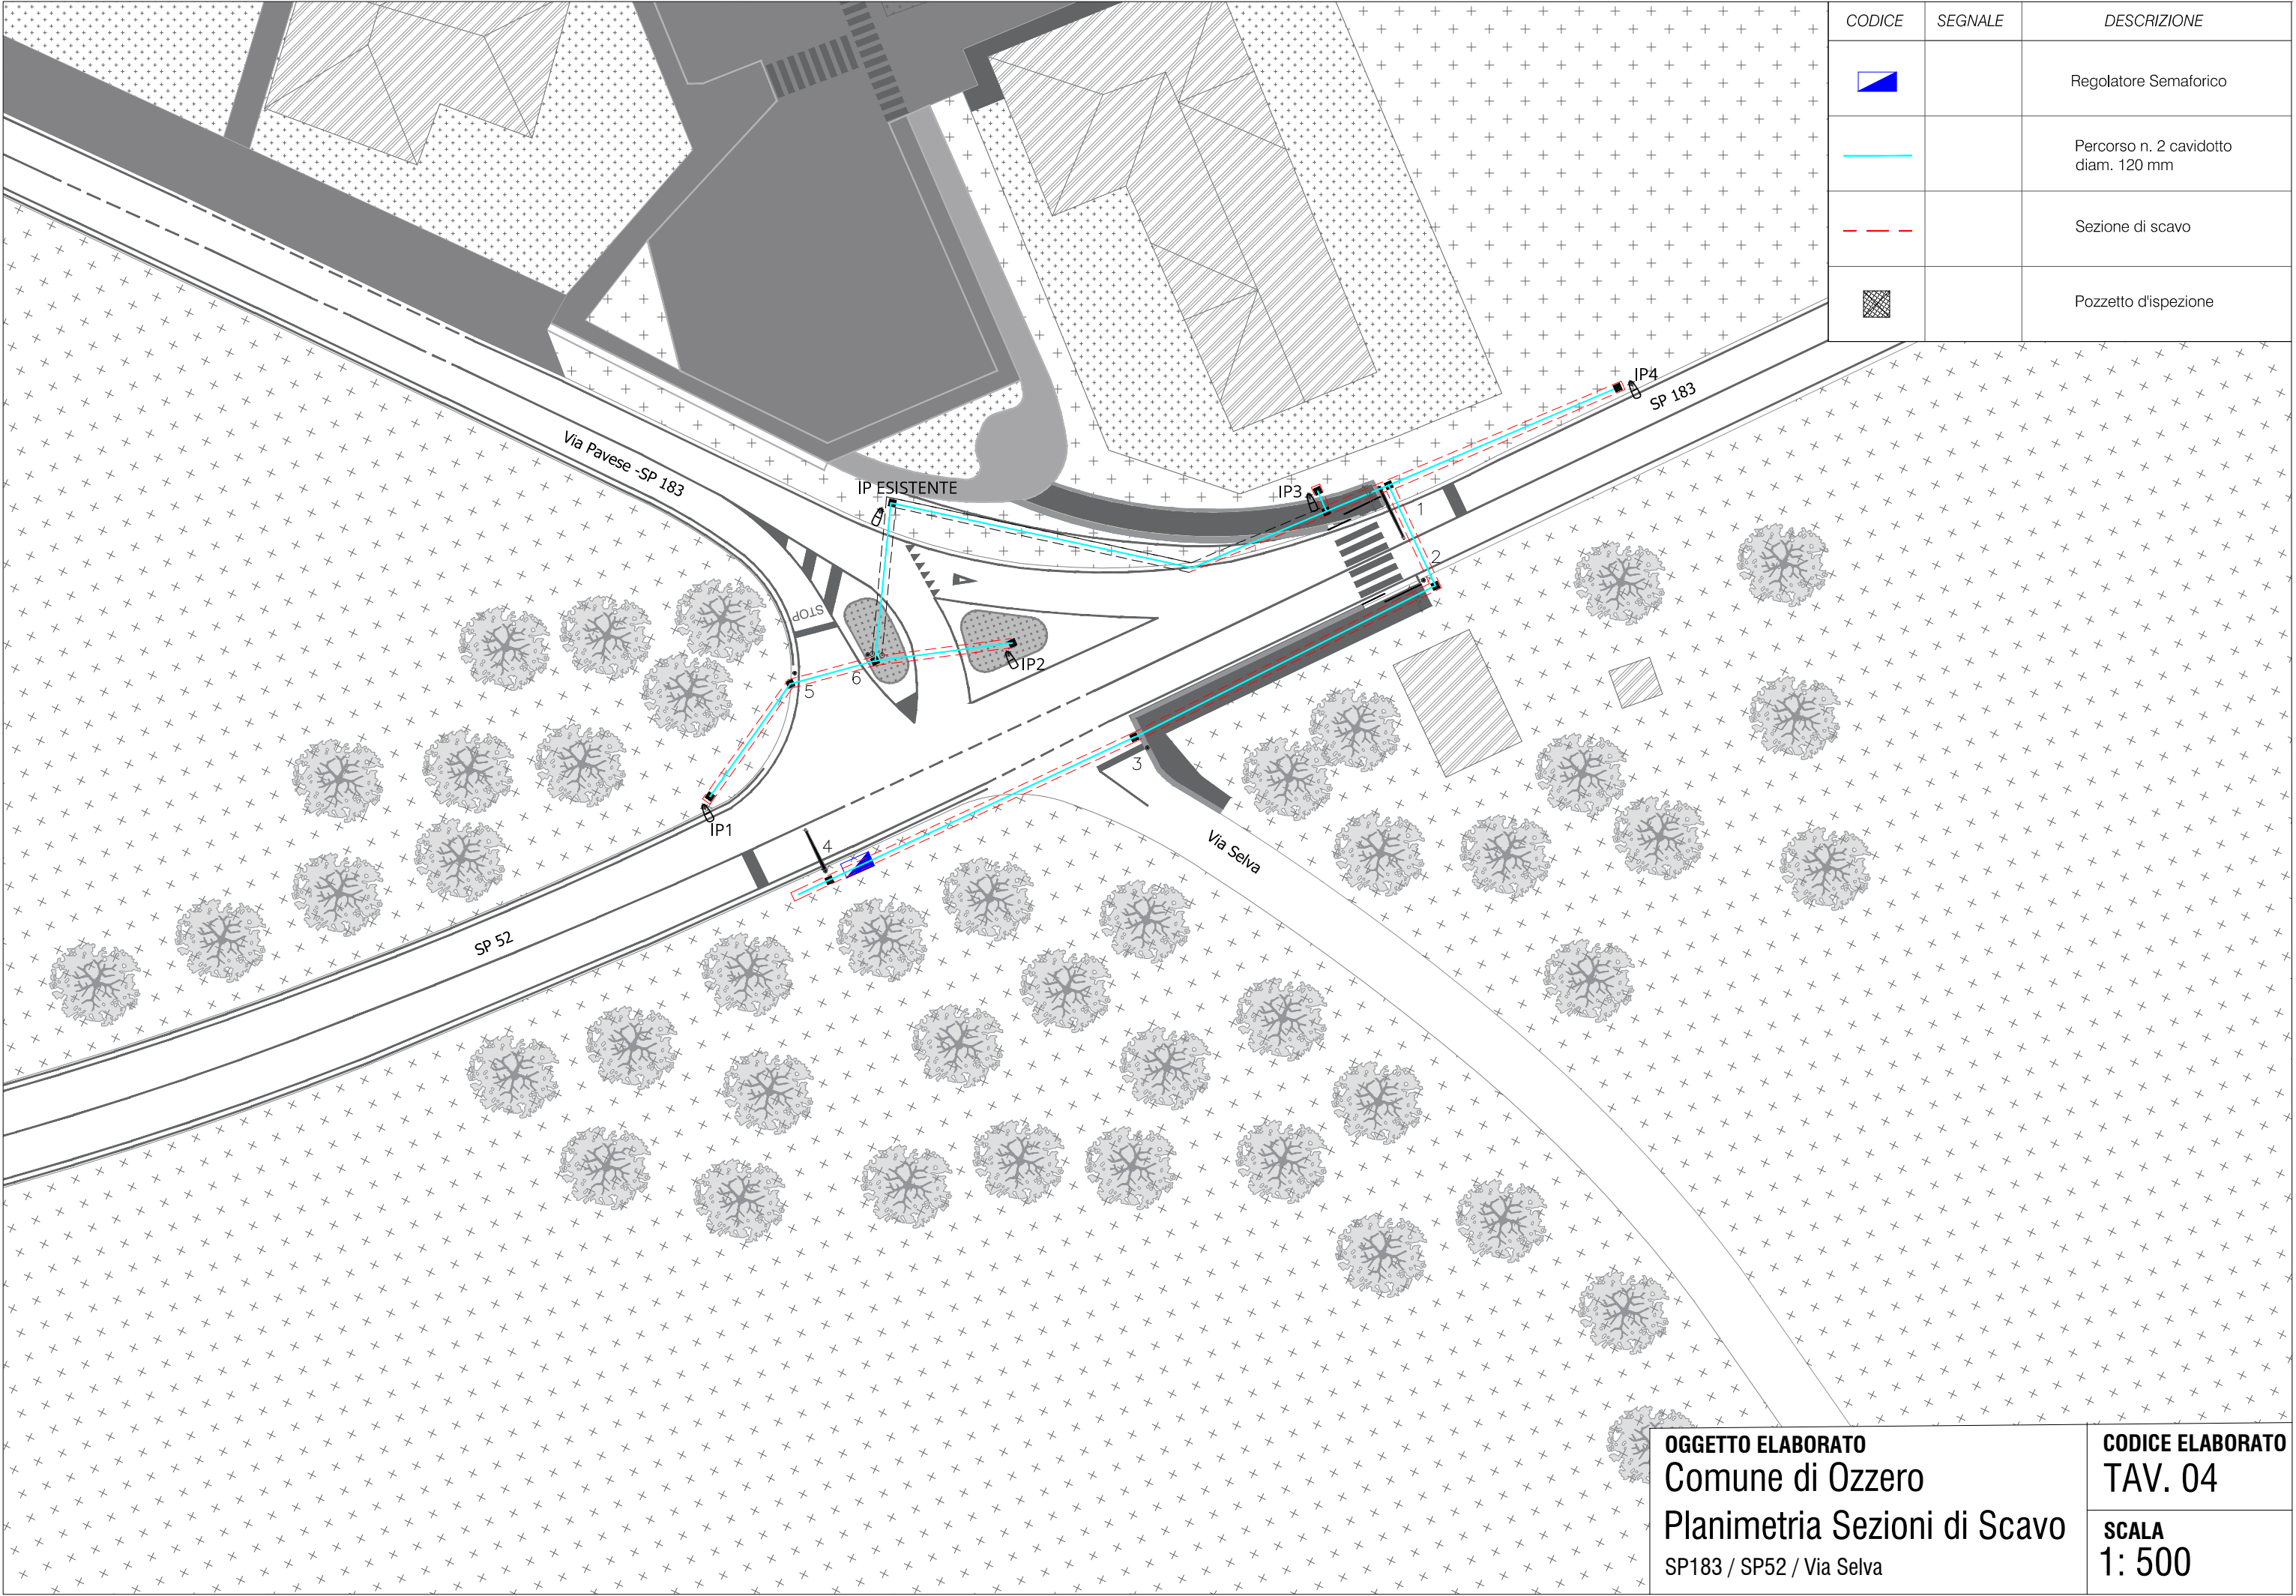 CODICE SEGNALE DESCRIZIONE
Regolatore Semaforico
Percorso n. 2 cavidotto
diam. 120 mm
Sezione di scavo
Pozzetto d'ispezione
IP4
SP 183
Via Pavese -SP 183
IP ESISTENTE
IP3
1
2
STOP
IP2
5
6
3
IP1
4
Via Selva
SP 52
OGGETTO ELABORATO
Comune di Ozzero
Planimetria Sezioni di Scavo
SP183 / SP52 / Via Selva
CODICE ELABORATO
TAV. 04
SCALA
1: 500